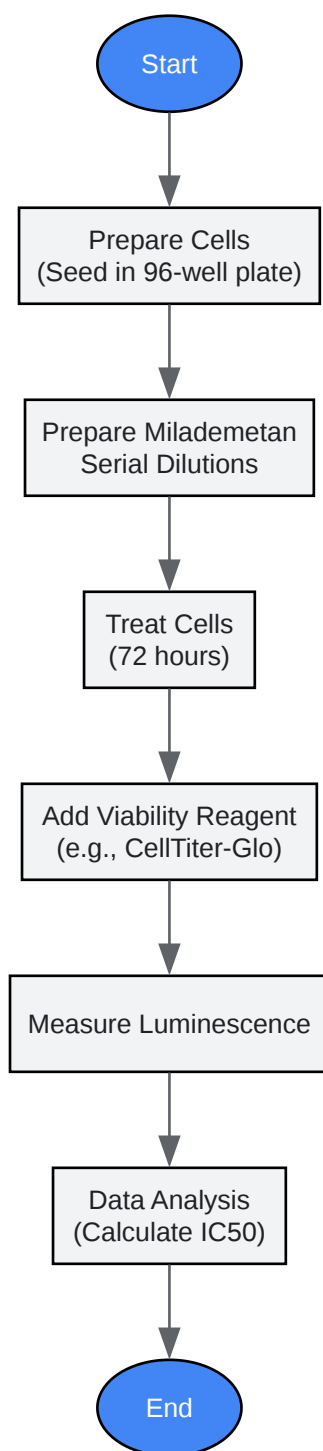 Start
Prepare Cells
(Seed in 96-well plate)
Prepare Milademetan
Serial Dilutions
Treat Cells
(72 hours)
Add Viability Reagent
(e.g., CellTiter-Glo)
Measure Luminescence
Data Analysis
(Calculate IC50)
End